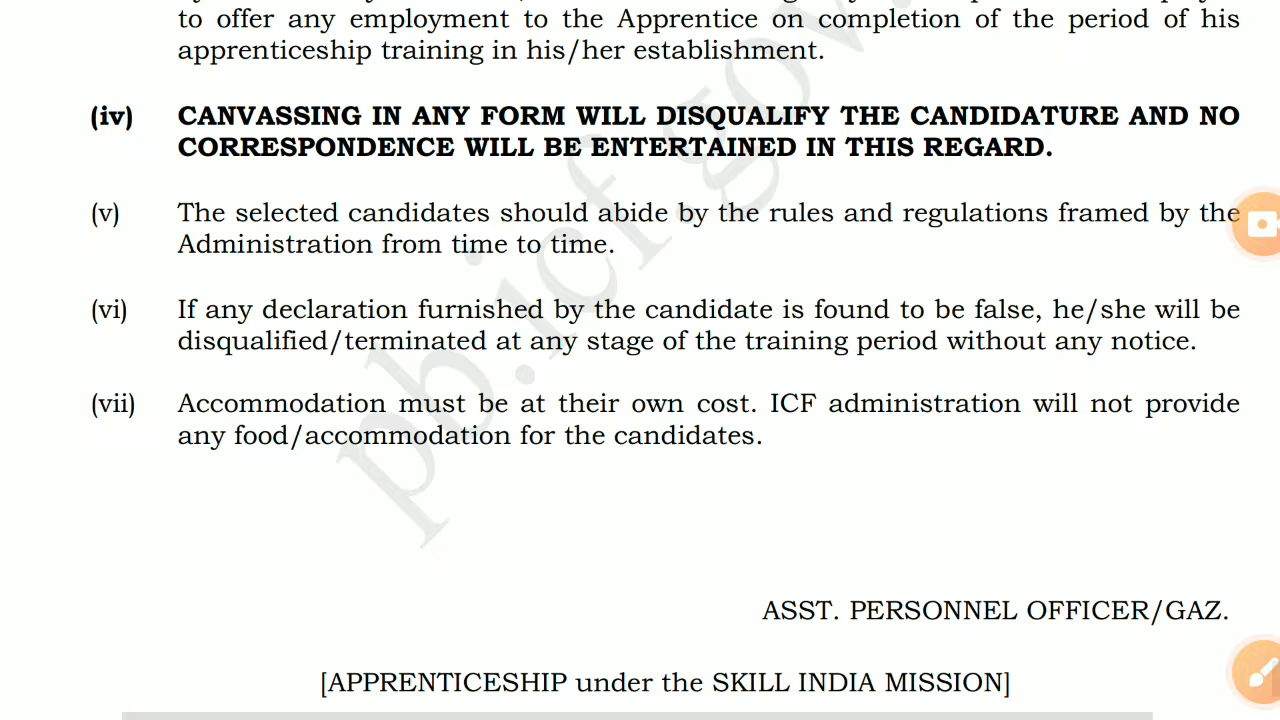 to offer any employment to the Apprentice on completion of the period of his
apprenticeship training in his/her establishment.
(iv) CANVASSING IN ANY FORM WILL DISQUALIFY THE CANDIDATURE AND NO
CORRESPONDENCE WILL BE ENTERTAINED IN THIS REGARD.
(v) The selected candidates should abide by the rules and regulations framed by the
Administration from time to time.
(vi) If any declaration furnished by the candidate is found to be false, he/she will be
disqualified/terminated at any stage of the training period without any notice.
(vii) Accommodation must be at their own cost. ICF administration will not provide
any food/accommodation for the candidates.
pb.icf.gov.
ASST. PERSONNEL OFFICER/GAZ.
[APPRENTICESHIP under the SKILL INDIA MISSION]